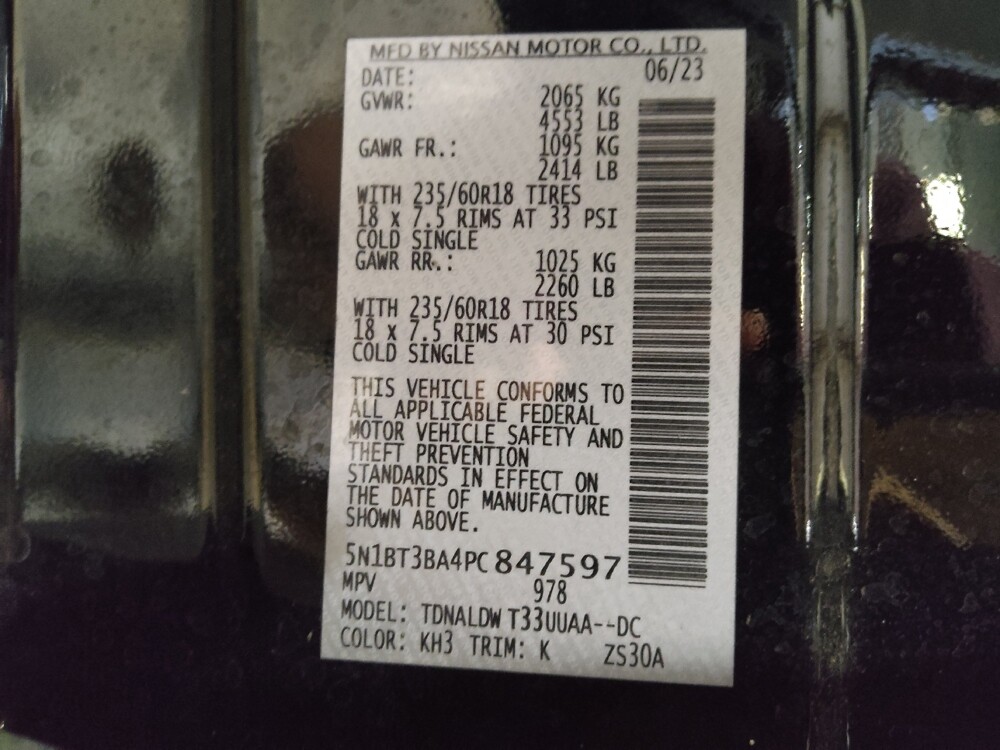 MFD BY NISSAN MOTOR CO., LTD.
DATE: 06/23
GVWR: 2065 KG
4553 LB
GAWR FR.: 1095 KG
2414 LB
WITH 235/60R18 TIRES
18 x 7.5 RIMS AT 33 PSI
COLD SINGLE
GAWR RR.: 1025 KG
2260 LB
WITH 235/60R18 TIRES
18 x 7.5 RIMS AT 30 PSI
COLD SINGLE
THIS VEHICLE CONFORMS TO
ALL APPLICABLE FEDERAL
MOTOR VEHICLE SAFETY AND
THEFT PREVENTION
STANDARDS IN EFFECT ON
THE DATE OF MANUFACTURE
SHOWN ABOVE.
5N1BT3BA4PC847597
MPV 978
MODEL: TDNALDW T33UUAA--DC
COLOR: KH3 TRIM: K ZS30A